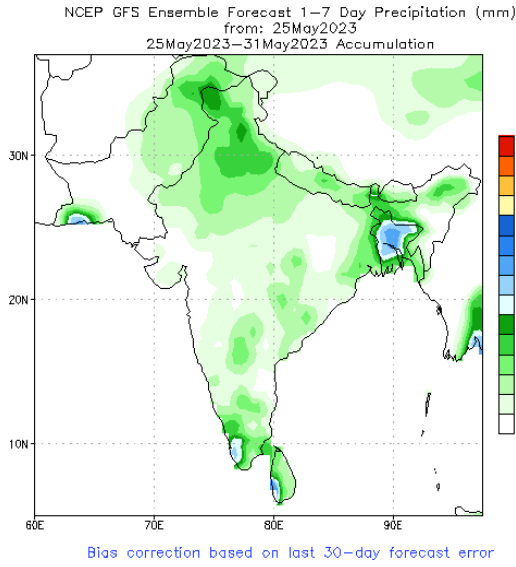 NCEP GFS Ensemble Forecast 1-7 Day Precipitation (mm)
from: 25May2023
25May2023-31May2023 Accumulation
30N
20N
10N
60E
70E
80E
90E
Bias correction based on last 30-day forecast error